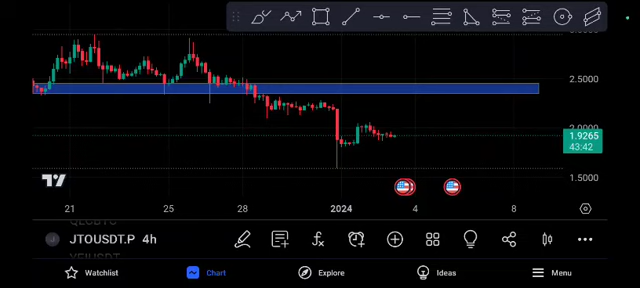 2.5000
2.0000
1.9265
43:42
1.5000
21 25 28 2024 4 8
JTOUSDT.P 4h
Watchlist Chart Explore Ideas Menu